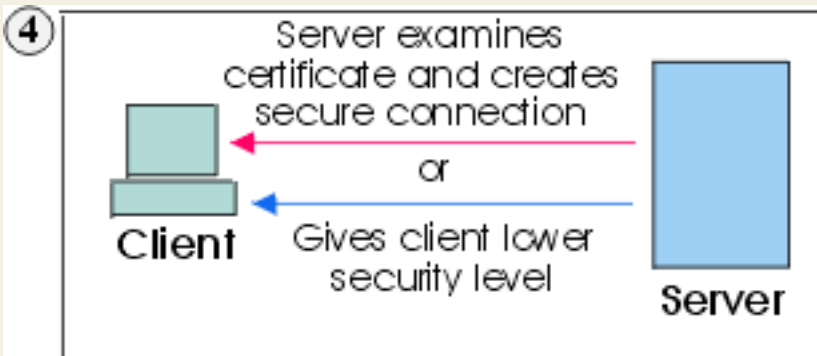 4
Server examines
certificate and creates
secure connection
or
Gives client lower
security level
Client
Server